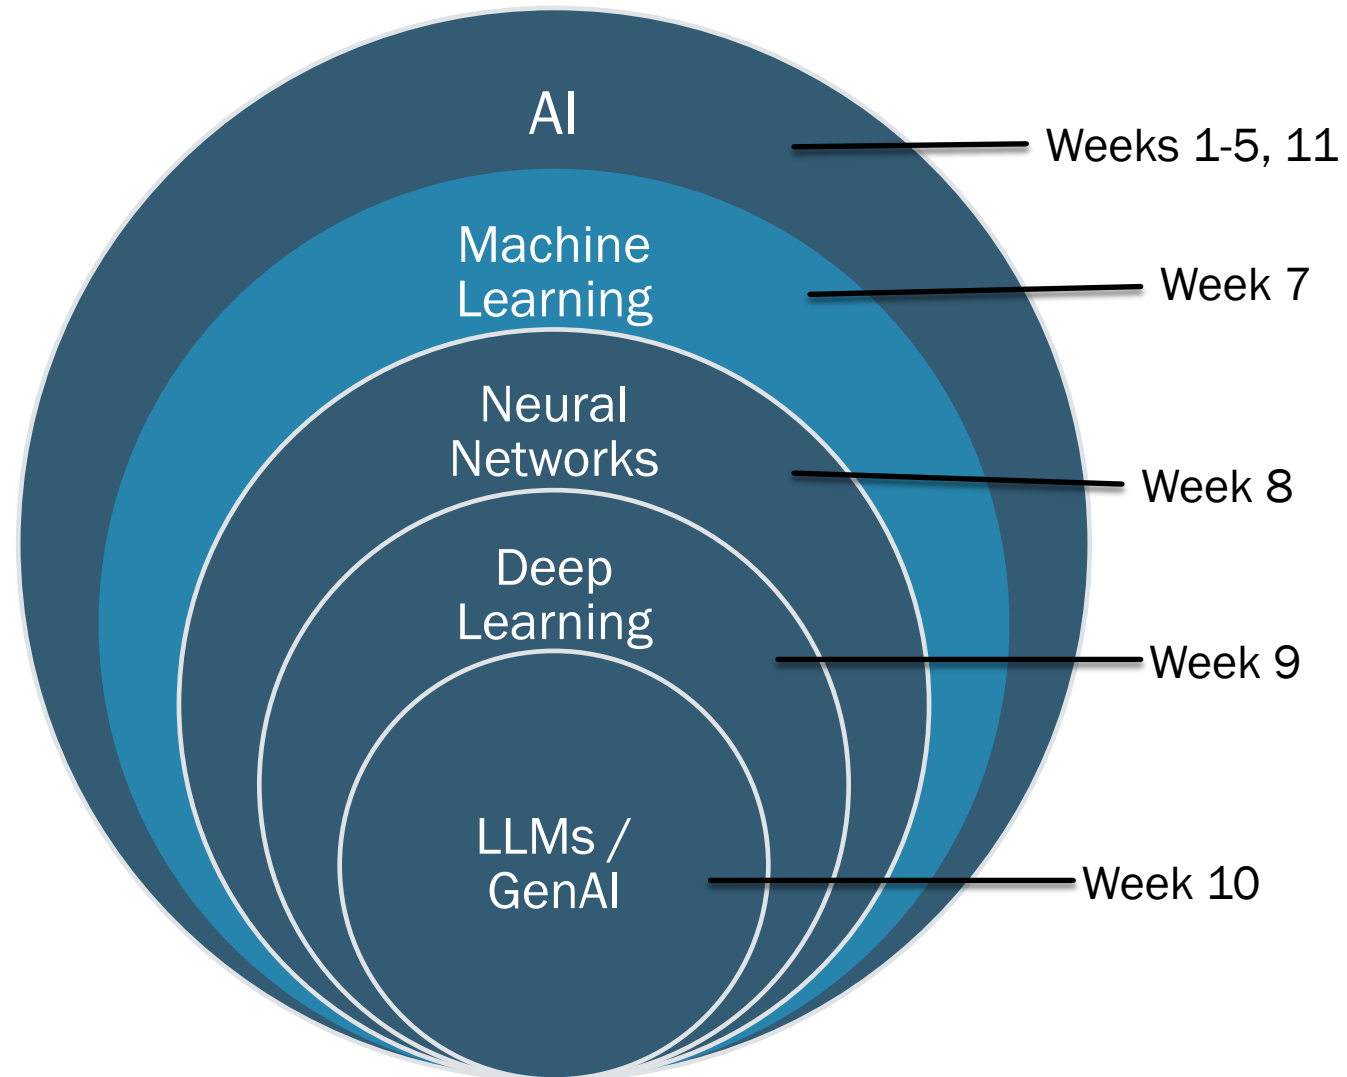 AI
Weeks 1-5, 11
Machine
Learning
Week 7
Neural
Networks
Week 8
Deep
Learning
Week 9
LLMs /
GenAI
Week 10